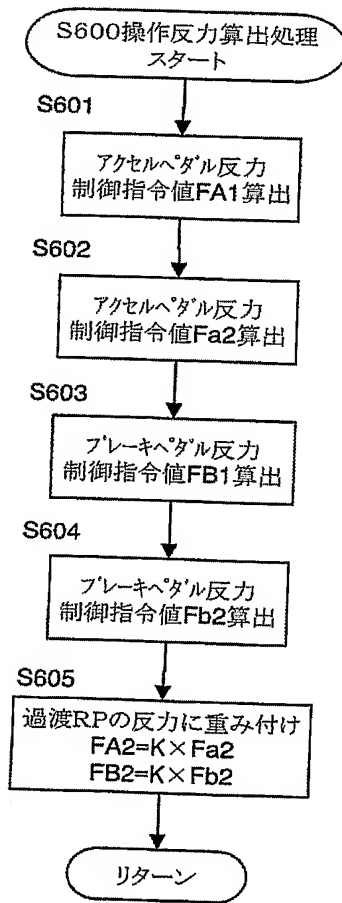 S600操作反力算出処理
スタート
S601
アクセルペダル反力
制御指令値FA1算出
S602
アクセルペダル反力
制御指令値Fa2算出
S603
ブレーキペダル反力
制御指令値FB1算出
S604
ブレーキペダル反力
制御指令値Fb2算出
S605
過渡RPの反力に重み付け
FA2=K×Fa2
FB2=K×Fb2
リターン